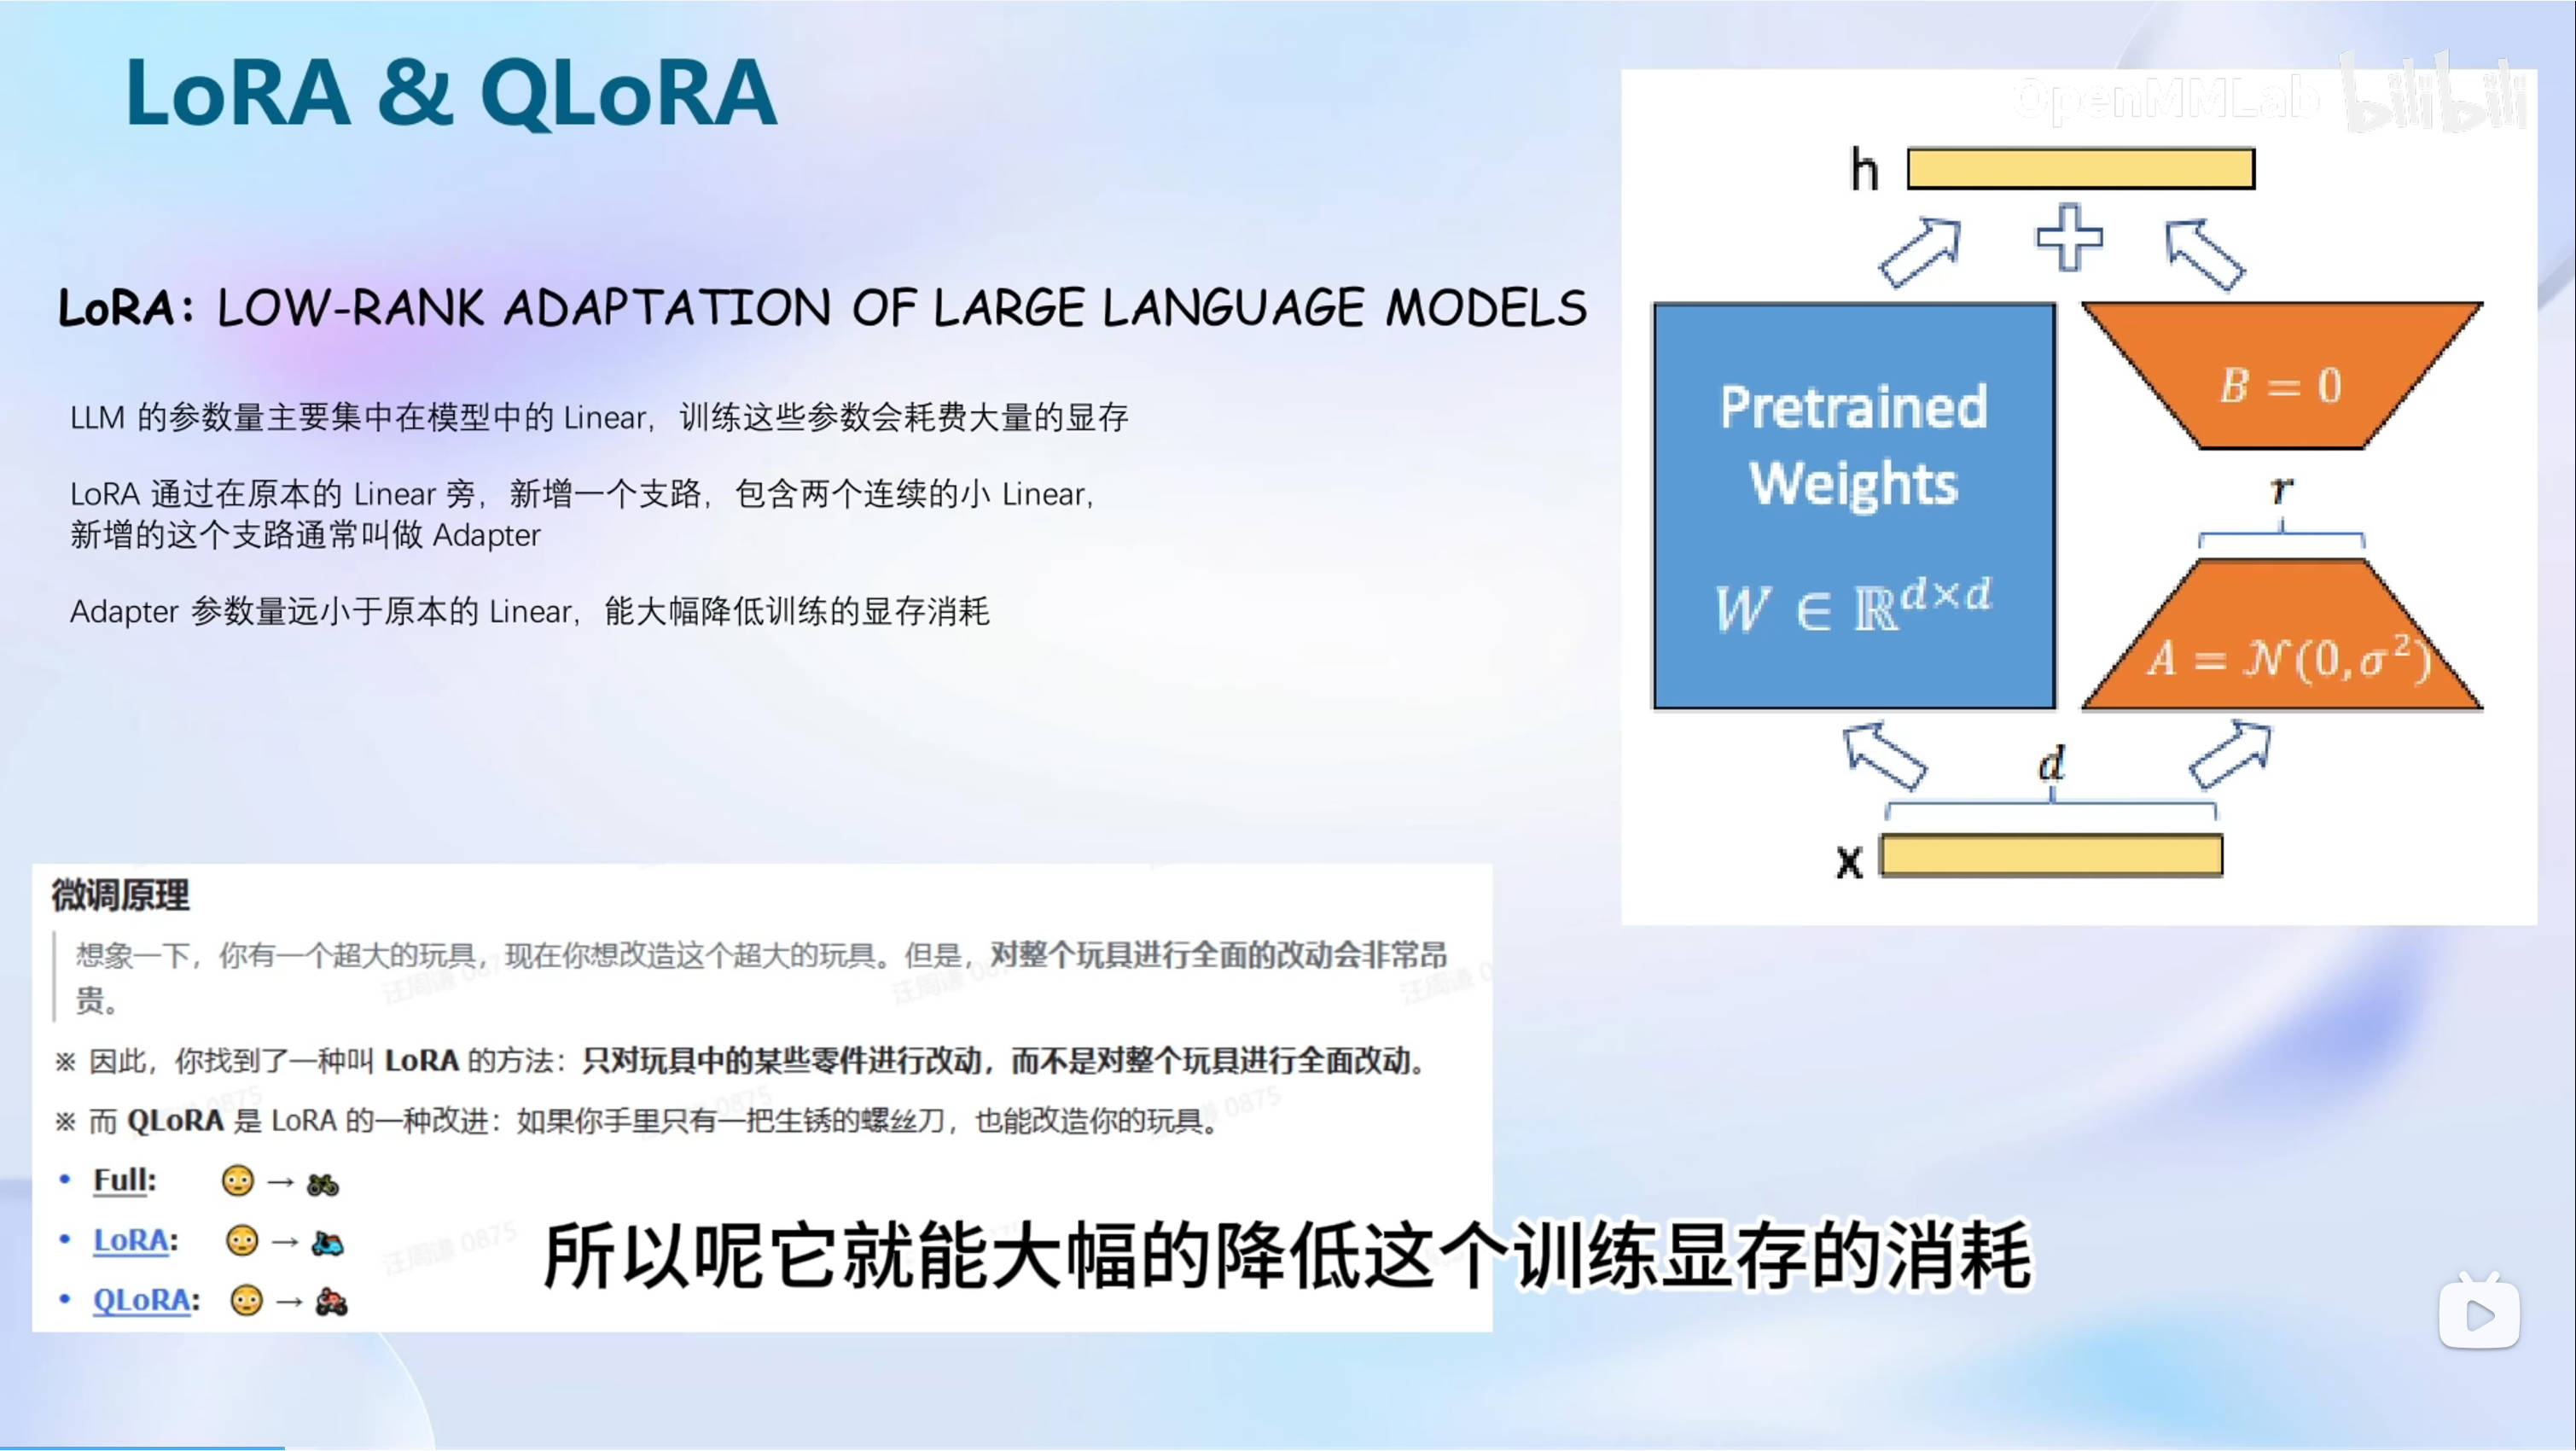 LoRA & QLoRA
OpenMMLab bilibili
LoRA: LOW-RANK ADAPTATION OF LARGE LANGUAGE MODELS
LLM 的参数量主要集中在模型中的 Linear，训练这些参数会耗费大量的显存
LoRA 通过在原本的 Linear 旁，新增一个支路，包含两个连续的小 Linear，
新增的这个支路通常叫做 Adapter
Adapter 参数量远小于原本的 Linear，能大幅降低训练的显存消耗
h
Pretrained
Weights
W ∈ ℝ^{d×d}
B = 0
r
A = 𝒩(0, σ²)
d
x
微调原理
想象一下，你有一个超大的玩具，现在你想改造这个超大的玩具。但是，对整个玩具进行全面的改动会非常昂
贵。
※ 因此，你找到了一种叫 LoRA 的方法：只对玩具中的某些零件进行改动，而不是对整个玩具进行全面改动。
※ 而 QLoRA 是 LoRA 的一种改进：如果你手里只有一把生锈的螺丝刀，也能改造你的玩具。
• Full: 😳 → 🏍
• LoRA: 😳 → 🛵
• QLoRA: 😳 → 🏍
汪周谦 0875
所以呢它就能大幅的降低这个训练显存的消耗